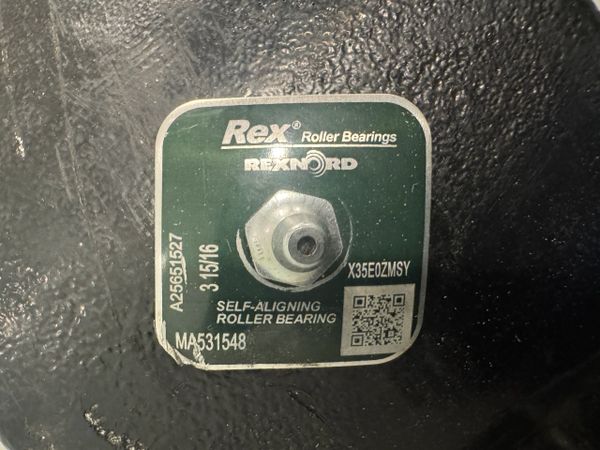 Rex® Roller Bearings
REXNORD
A25651527
3 15/16
X35E0ZMSY
SELF-ALIGNING
ROLLER BEARING
MA531548